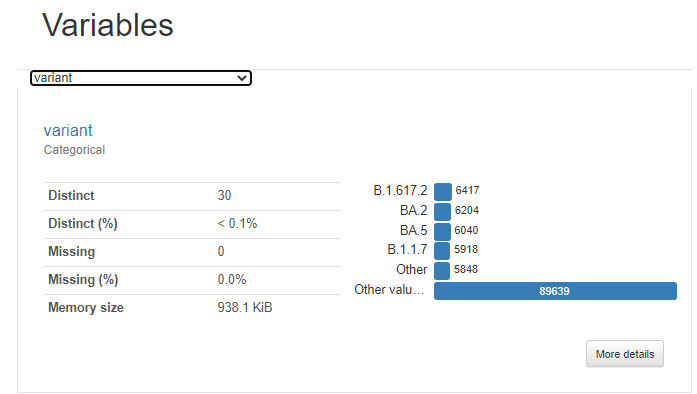 Variables
variant
variant
Categorical
Distinct 30
Distinct (%) < 0.1%
Missing 0
Missing (%) 0.0%
Memory size 938.1 KiB
B.1.617.2 6417
BA.2 6204
BA.5 6040
B.1.1.7 5918
Other 5848
Other valu… 89639
More details